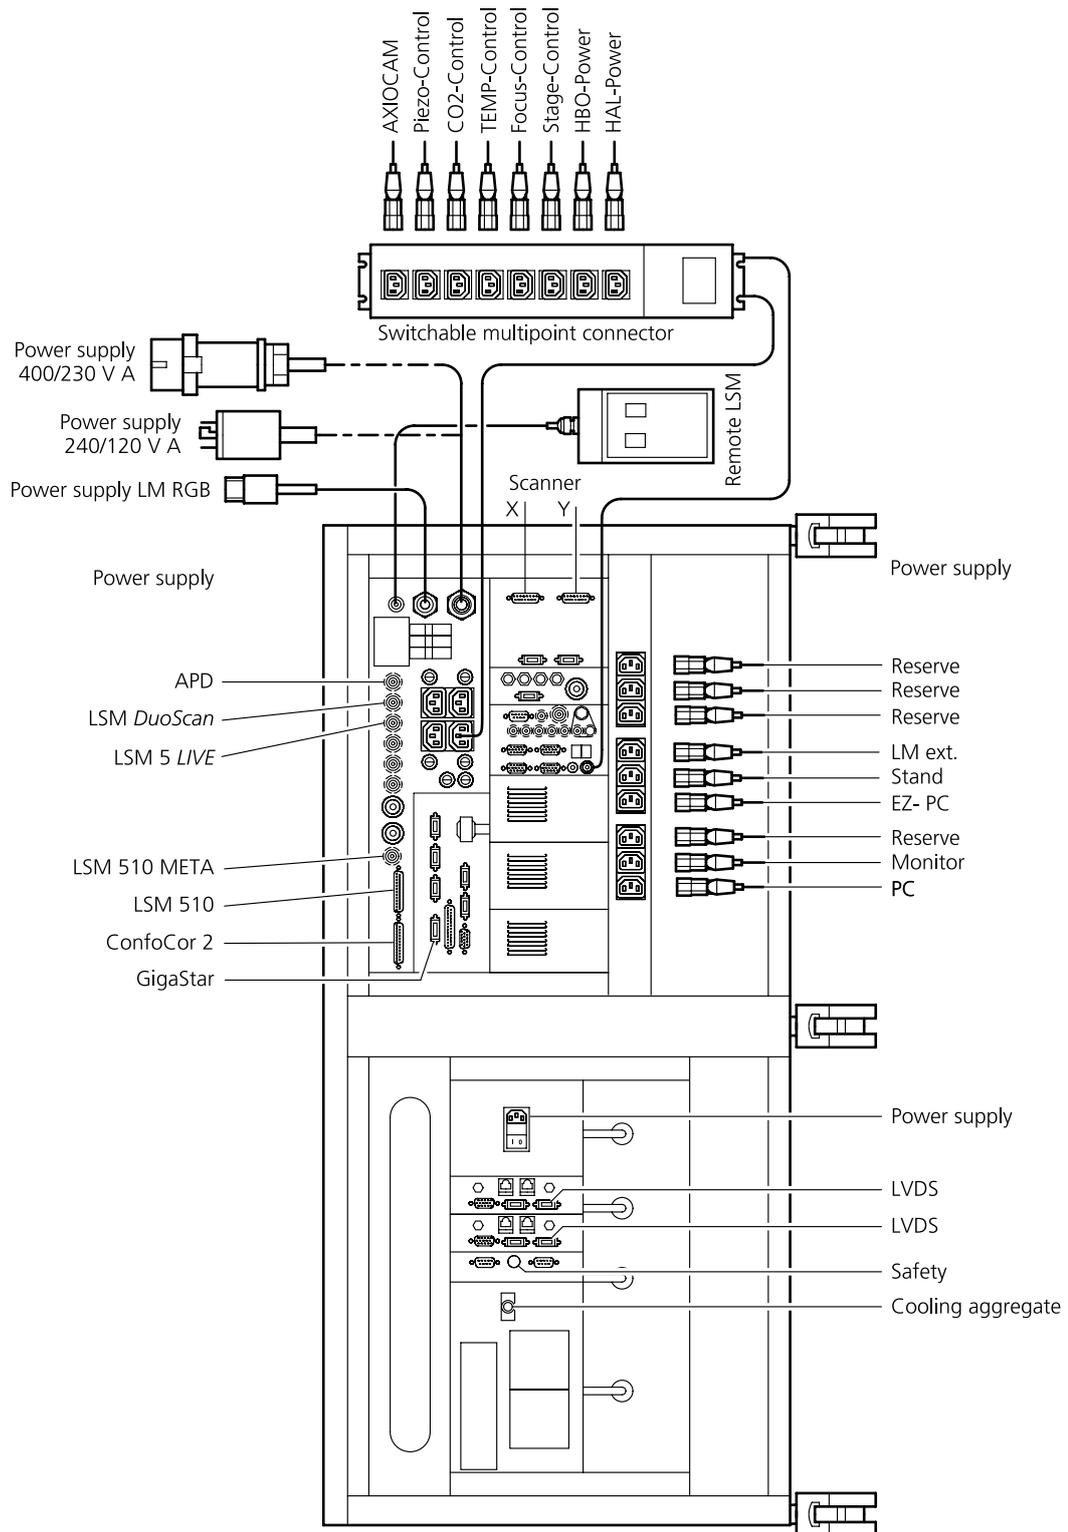 AXIOCAM
Piezo-Control
CO2-Control
TEMP-Control
Focus-Control
Stage-Control
HBO-Power
HAL-Power
Switchable multipoint connector
Power supply
400/230 V A
Power supply
240/120 V A
Remote LSM
Power supply LM RGB
Scanner
X Y
Power supply
Power supply
APD
LSM DuoScan
LSM 5 LIVE
LSM 510 META
LSM 510
ConfoCor 2
GigaStar
Reserve
Reserve
Reserve
LM ext.
Stand
EZ- PC
Reserve
Monitor
PC
Power supply
I O
LVDS
LVDS
Safety
Cooling aggregate